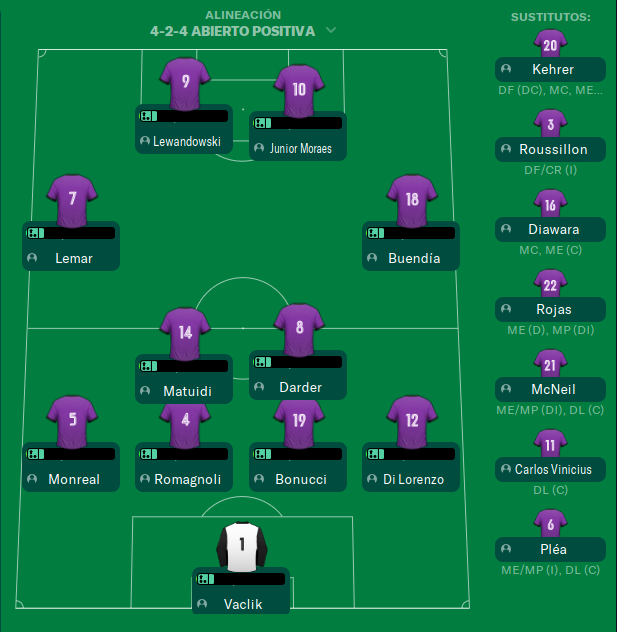 ALINEACIÓN
4-2-4 ABIERTO POSITIVA
9
Lewandowski
10
Junior Moraes
7
Lemar
18
Buendía
14
Matuidi
8
Darder
5
Monreal
4
Romagnoli
19
Bonucci
12
Di Lorenzo
1
Vaclik
SUSTITUTOS:
20
Kehrer
DF (DC), MC, ME...
3
Roussillon
DF/CR (I)
16
Diawara
MC, ME (C)
22
Rojas
ME (D), MP (DI)
21
McNeil
ME/MP (DI), DL (C)
11
Carlos Vinicius
DL (C)
6
Pléa
ME/MP (I), DL (C)